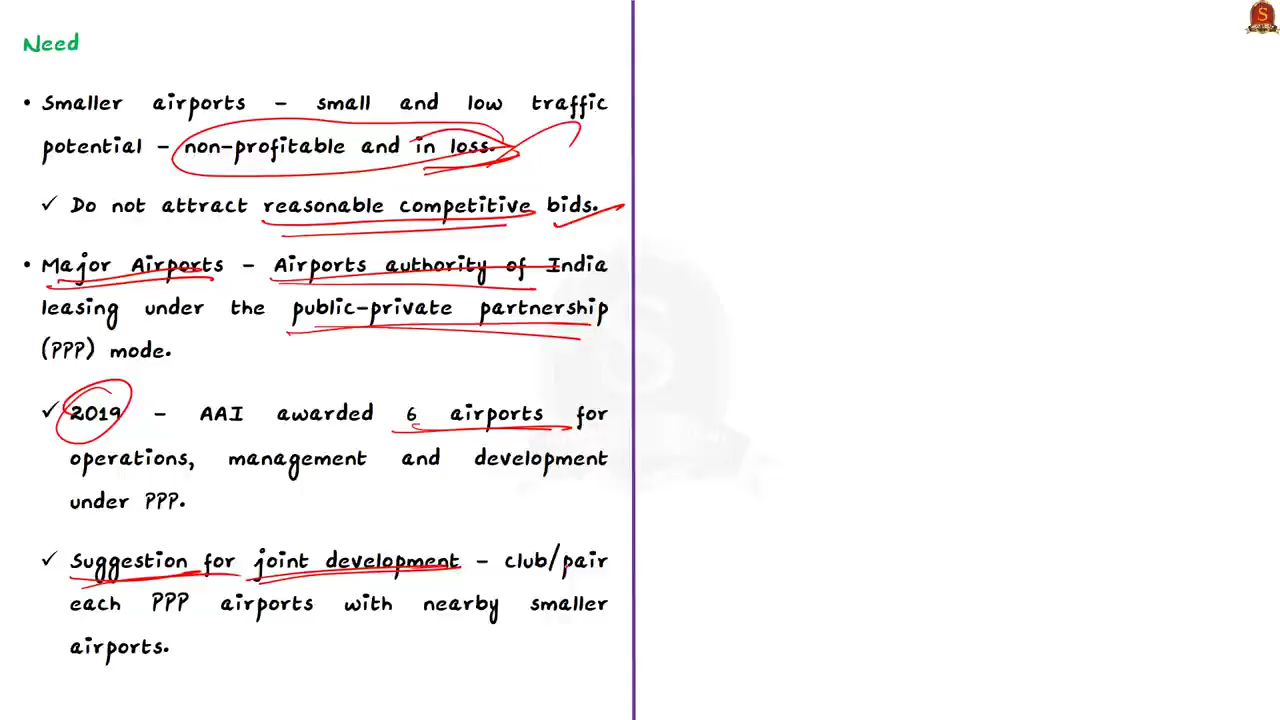 Need
• Smaller airports – small and low traffic
potential – non-profitable and in loss.
✓ Do not attract reasonable competitive bids.
• Major Airports – Airports authority of India
leasing under the public-private partnership
(PPP) mode.
✓ 2019 – AAI awarded 6 airports for
operations, management and development
under PPP.
✓ Suggestion for joint development – club/pair
each PPP airports with nearby smaller
airports.
S